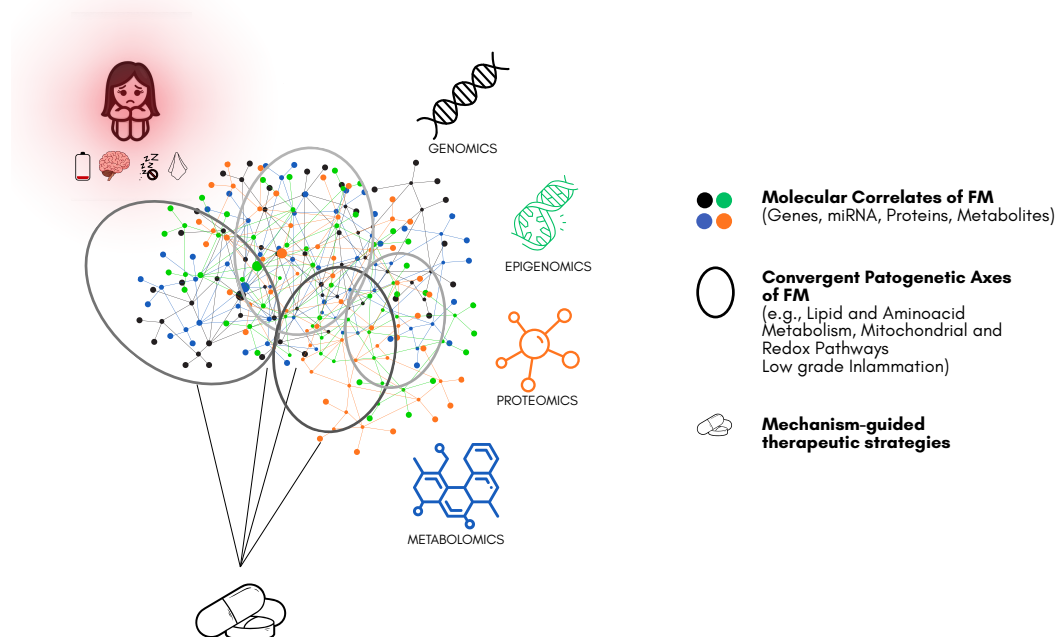 GENOMICS
EPIGENOMICS
PROTEOMICS
METABOLOMICS
Molecular Correlates of FM
(Genes, miRNA, Proteins, Metabolites)
Convergent Patogenetic Axes
of FM
(e.g., Lipid and Aminoacid
Metabolism, Mitochondrial and
Redox Pathways
Low grade Inlammation)
Mechanism-guided
therapeutic strategies